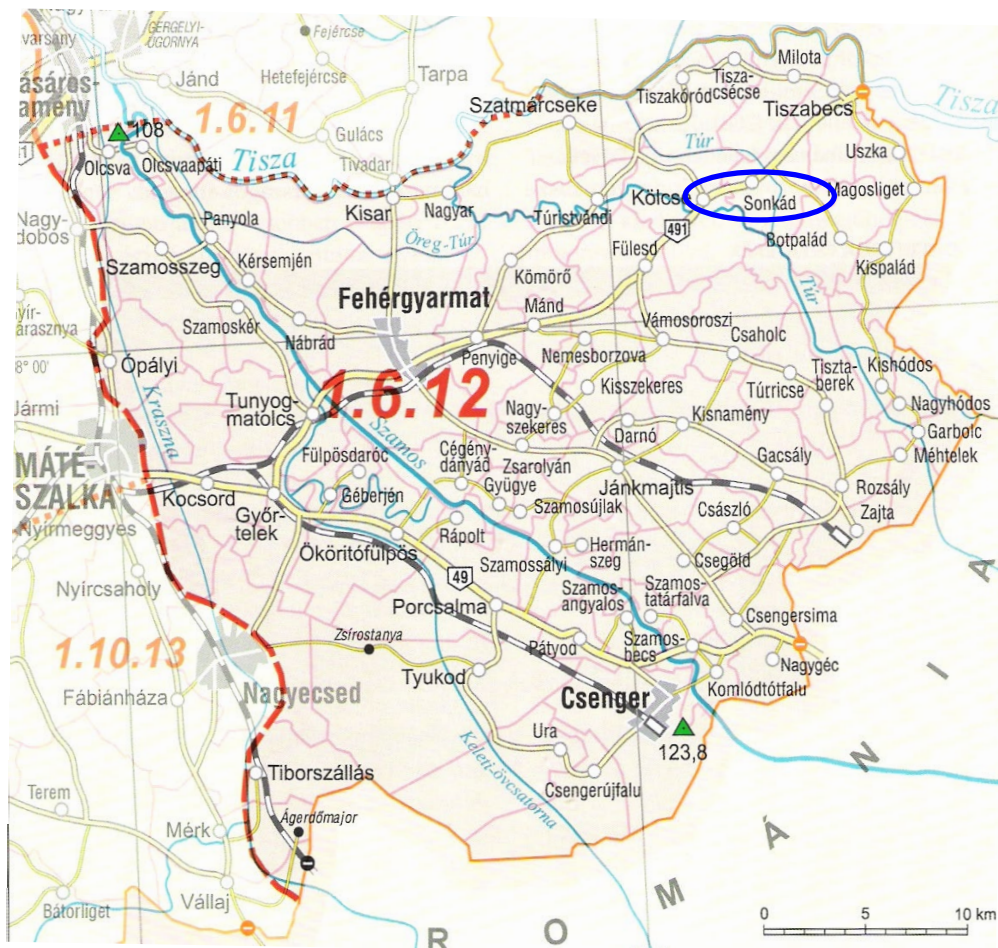 GERGELYI-
UGORNYA
Fejércse
Milota
Jánd
Hetefejércse
Tarpa
Tisza-
csécse
Tiszakóród
Tiszabecs
Tisza
Szatmárcseke
ásáros-
amény
108
1.6.11
Gulács
Tisza
Tivadar
Túr
Uszka
Olcsva
Olcsvaapáti
Kisar
Nagyar
Túristvándi
Kölcse
Sonkád
Magosliget
Nagy-
dobos
Panyola
Öreg-Túr
491
Fülesd
Botpalád
Kispalád
Szamosszeg
Kérsemjén
Kömörő
Túr
Fehérgyarmat
Mánd
Szamoskér
Nábrád
Penyige
Nemesborzova
Vámosoroszi
Csaholc
Ópályi
Kisszekeres
Túrricse
Tiszta-
berek
Kishódos
Kraszna
Jármi
Tunyog-
matolcs
1.6.12
Nagy-
szekeres
Darnó
Kisnamény
Nagyhódos
Garbolc
MÁTÉ-
SZALKA
Szamos
Fülpösdaróc
Cégény-
dányád
Zsarolyán
Gacsály
Méhtelek
Kocsord
Géberjén
Gyügye
Szamosújlak
Jánkmajtis
Rozsály
Zajta
Nyírmeggyes
Győr-
telek
Rápolt
Császló
Ököritófülpös
Hermán-
szeg
Szamossályi
Csegöld
Nyírcsaholy
49
Szamos-
angyalos
Szamos-
tatárfalva
Porcsalma
Csengersima
1.10.13
Zsírostanya
Pátyod
Szamos-
becs
Nagygéc
Tyukod
Komlódtótfalu
Fábiánháza
Nagyecsed
Csenger
123,8
Ura
Keleti-övcsatorna
Csengerújfalu
Tiborszállás
Terem
Mérk
Ágerdőmajor
Vállaj
Bátorliget
ROMÁNIA
0 5 10 km